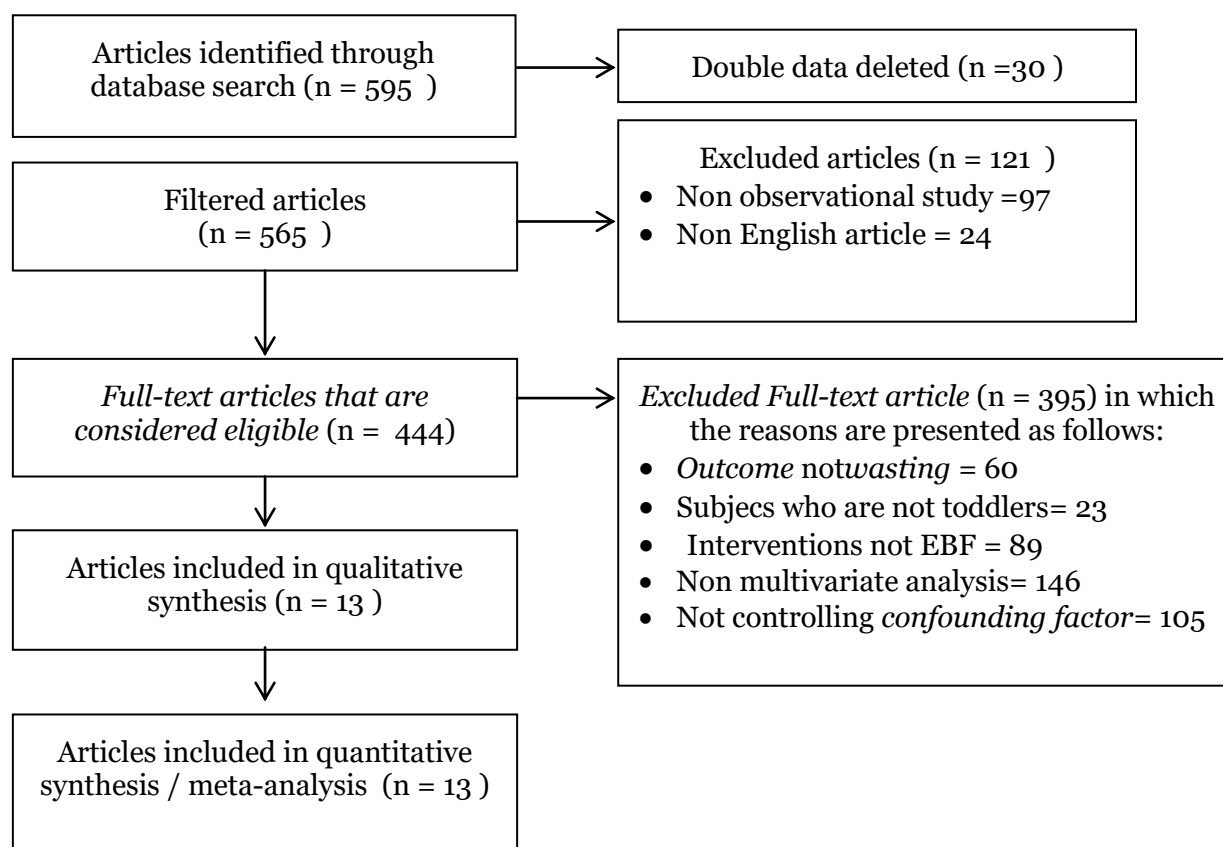 Articles identified through
database search (n = 595  )
Double data deleted (n =30 )
Filtered articles
(n = 565  )
Excluded articles (n = 121  )
• Non observational study =97
• Non English article = 24
Full-text articles that are
considered eligible (n =  444)
Excluded Full-text article (n = 395) in which
the reasons are presented as follows:
• Outcome notwasting = 60
• Subjecs who are not toddlers= 23
• Interventions not EBF = 89
• Non multivariate analysis= 146
• Not controlling confounding factor= 105
Articles included in qualitative
synthesis (n = 13 )
Articles included in quantitative
synthesis / meta-analysis  (n = 13 )